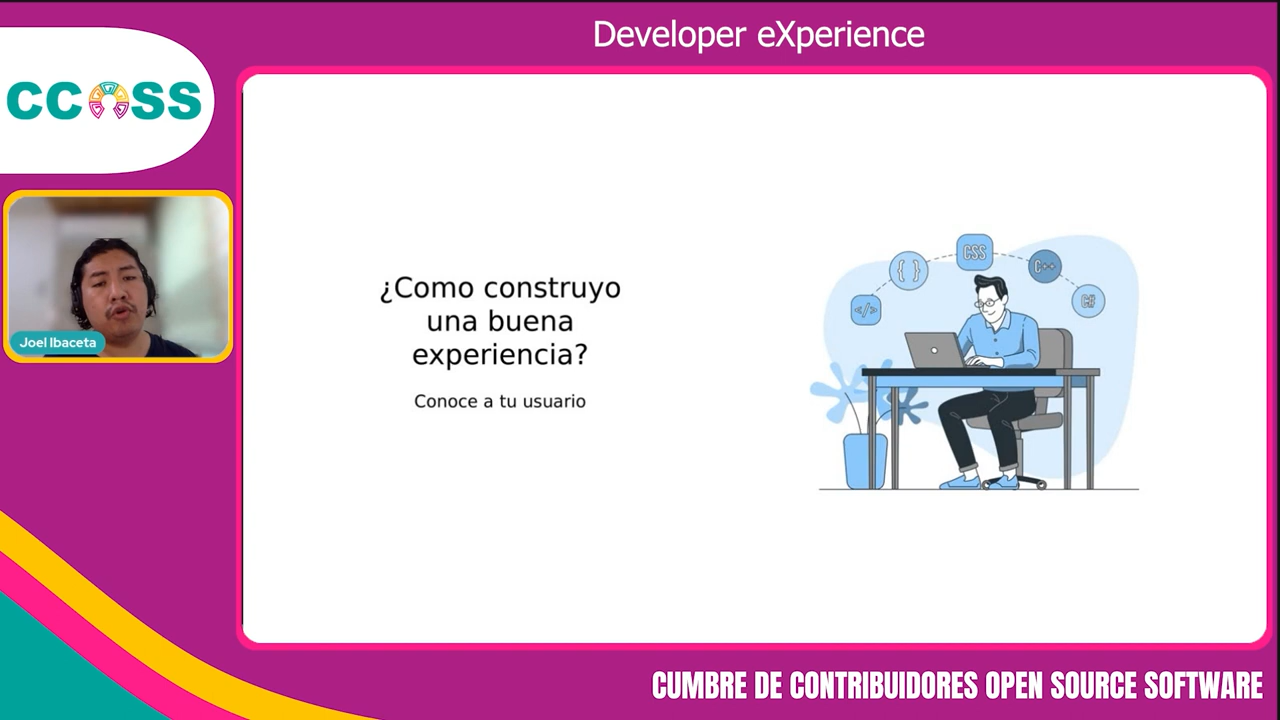 Developer eXperience
CCOSS
Joel Ibaceta
¿Como construyo
una buena
experiencia?
Conoce a tu usuario
</>
{ }
CSS
C++
C#
CUMBRE DE CONTRIBUIDORES OPEN SOURCE SOFTWARE